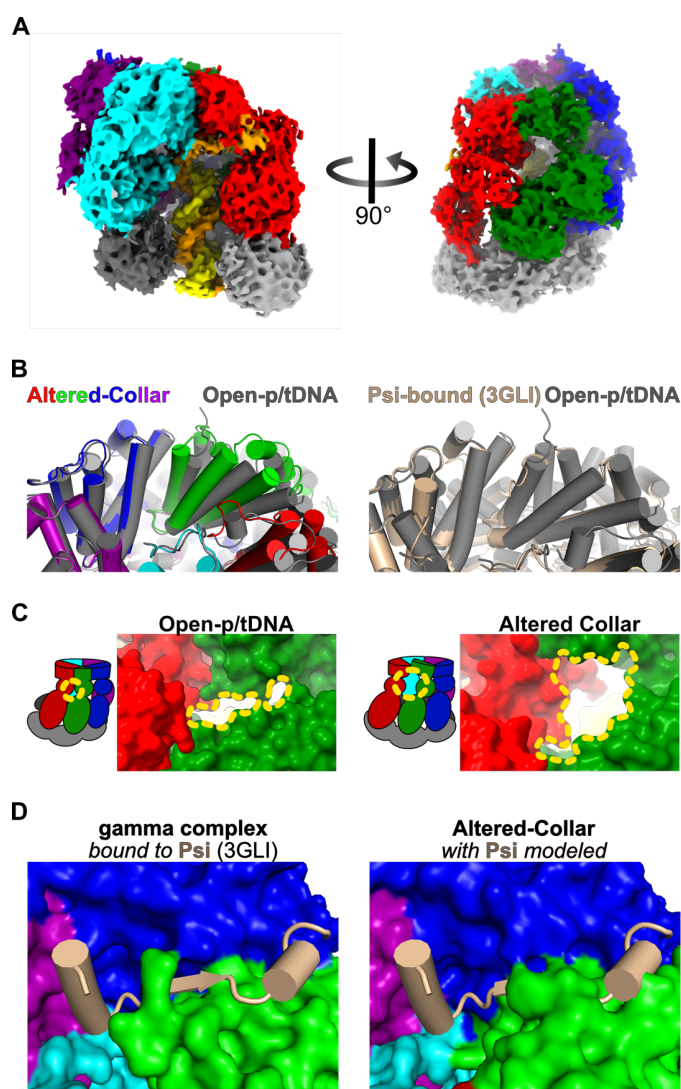 A
90°
B
Altered-Collar Open-p/tDNA
Psi-bound (3GLI) Open-p/tDNA
C
Open-p/tDNA
Altered Collar
D
gamma complex
bound to Psi (3GLI)
Altered-Collar
with Psi modeled